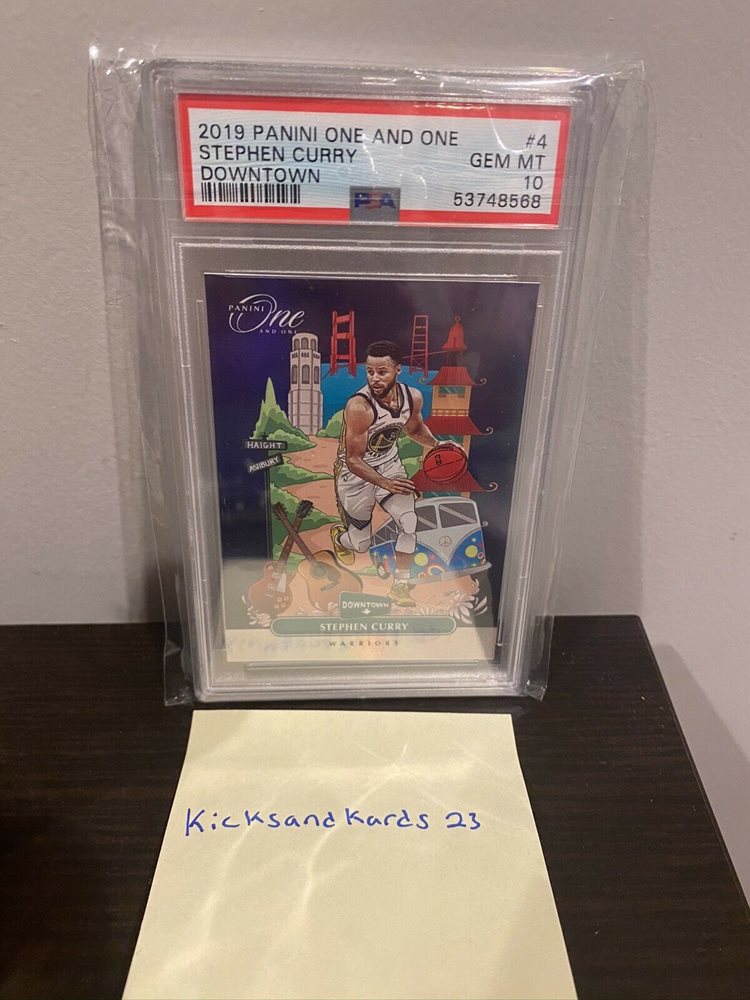 2019 PANINI ONE AND ONE #4
STEPHEN CURRY GEM MT
DOWNTOWN 10
PSA 53748568
PANINI One
AND ONE
HAIGHT
ASHBURY
DOWNTOWN
STEPHEN CURRY
WARRIORS
Kicksandkards 23